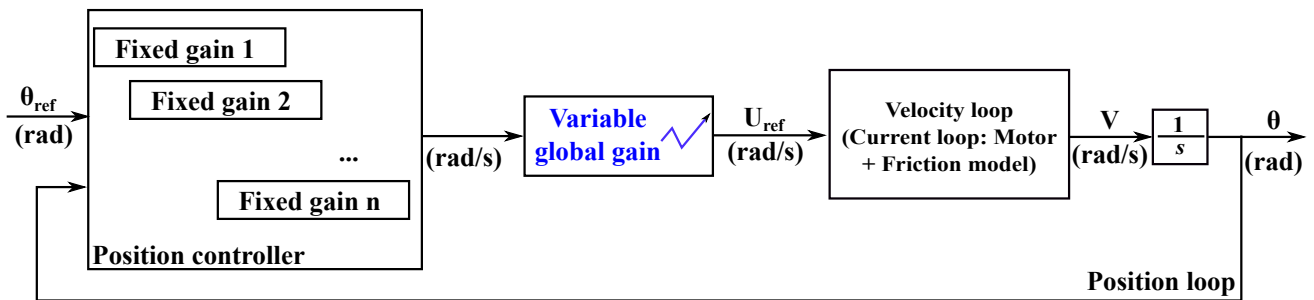 Fixed gain 1
Fixed gain 2
...
Fixed gain n
Position controller
θref
(rad)
(rad/s)
Variable
global gain
Uref
(rad/s)
Velocity loop
(Current loop: Motor
+ Friction model)
V
(rad/s)
1
s
θ
(rad)
Position loop